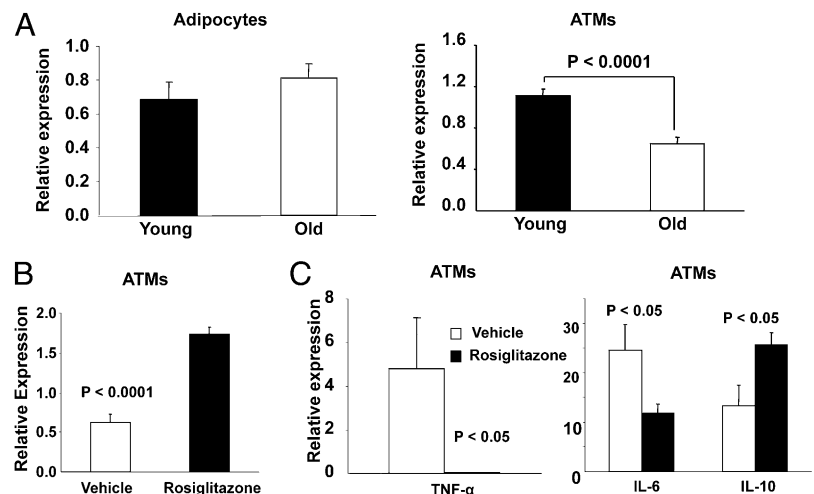 A
Adipocytes
Relative expression
1.0
0.8
0.6
0.4
0.2
0.0
Young
Old
ATMs
Relative expression
1.6
1.2
0.8
0.4
0.0
P < 0.0001
Young
Old
B
ATMs
Relative Expression
2.0
1.5
1.0
0.5
0.0
P < 0.0001
Vehicle
Rosiglitazone
C
ATMs
Relative expression
8
6
4
2
0
Vehicle
Rosiglitazone
P < 0.05
TNF-α
ATMs
30
20
10
0
P < 0.05
P < 0.05
IL-6
IL-10